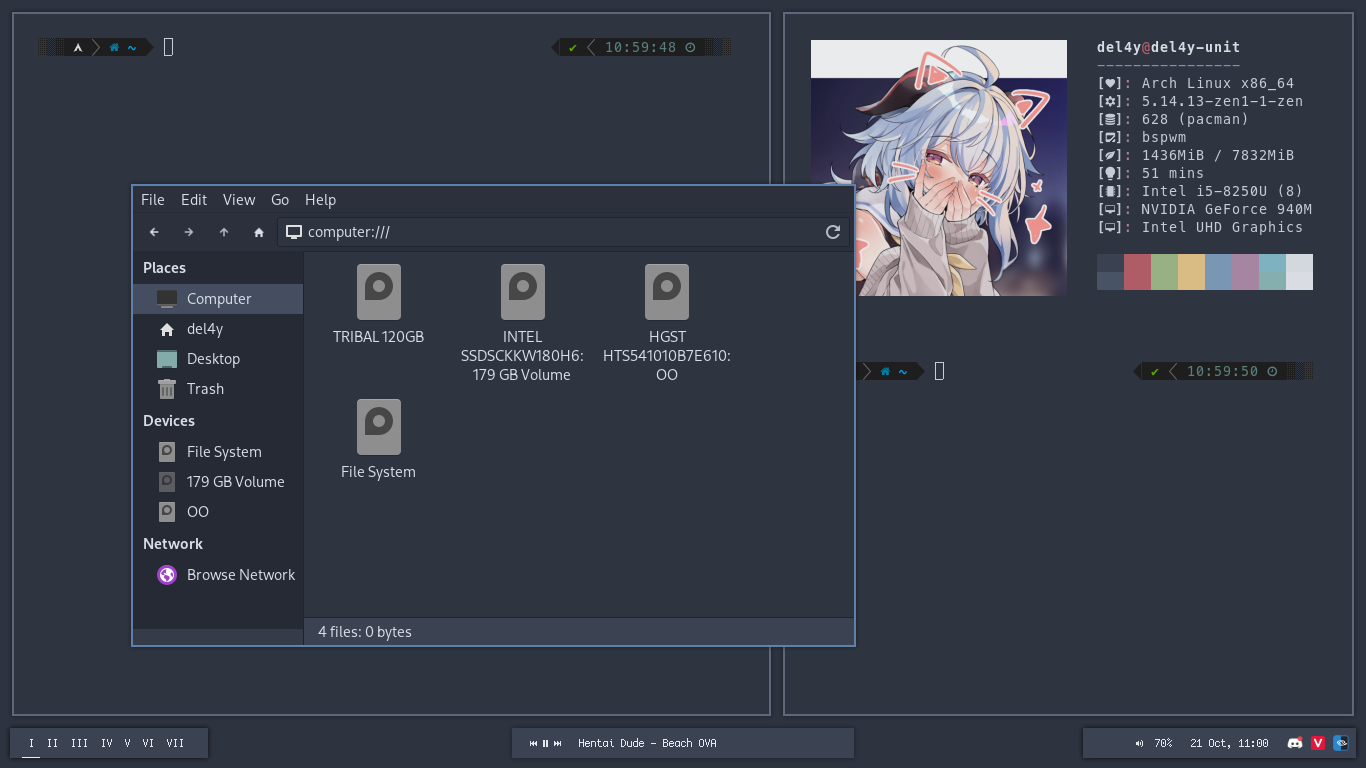 ~ 10:59:48
del4y@del4y-unit
----------------
[]: Arch Linux x86_64
[]: 5.14.13-zen1-1-zen
[]: 628 (pacman)
[]: bspwm
[]: 1436MiB / 7832MiB
[]: 51 mins
[]: Intel i5-8250U (8)
[]: NVIDIA GeForce 940M
[]: Intel UHD Graphics
~ 10:59:50
File Edit View Go Help
computer:///
Places
Computer
del4y
Desktop
Trash
Devices
File System
179 GB Volume
OO
Network
Browse Network
TRIBAL 120GB
INTEL
SSDSCKKW180H6:
179 GB Volume
HGST
HTS541010B7E610:
OO
File System
4 files: 0 bytes
I II III IV V VI VII
Hentai Dude - Beach OVA
70% 21 Oct, 11:00